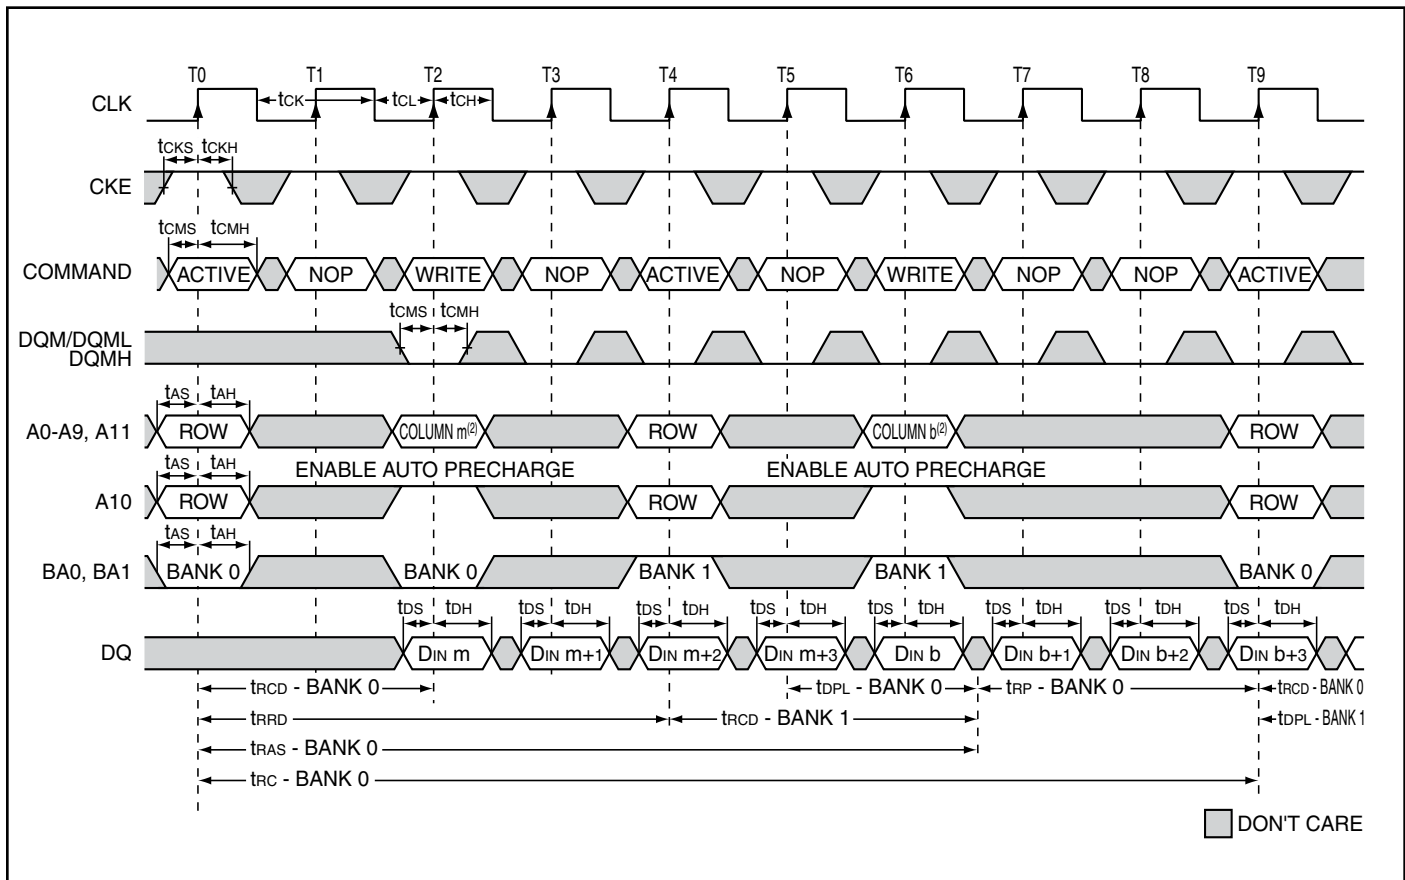 T0 T1 T2 T3 T4 T5 T6 T7 T8 T9
CLK tCK tCL tCH
tCKS tCKH
CKE
tCMS tCMH
COMMAND ACTIVE NOP WRITE NOP ACTIVE NOP WRITE NOP NOP ACTIVE
tCMS tCMH
DQM/DQML
DQMH
tAS tAH
A0-A9, A11 ROW COLUMN m(2) ROW COLUMN b(2) ROW
tAS tAH ENABLE AUTO PRECHARGE ENABLE AUTO PRECHARGE
A10 ROW ROW ROW
tAS tAH
BA0, BA1 BANK 0 BANK 0 BANK 1 BANK 1 BANK 0
tDS tDH tDS tDH tDS tDH tDS tDH tDS tDH tDS tDH tDS tDH tDS tDH
DQ DIN m DIN m+1 DIN m+2 DIN m+3 DIN b DIN b+1 DIN b+2 DIN b+3
tRCD - BANK 0 tDPL - BANK 0 tRP - BANK 0 tRCD - BANK 0
tRRD tRCD - BANK 1 tDPL - BANK 1
tRAS - BANK 0
tRC - BANK 0
DON'T CARE